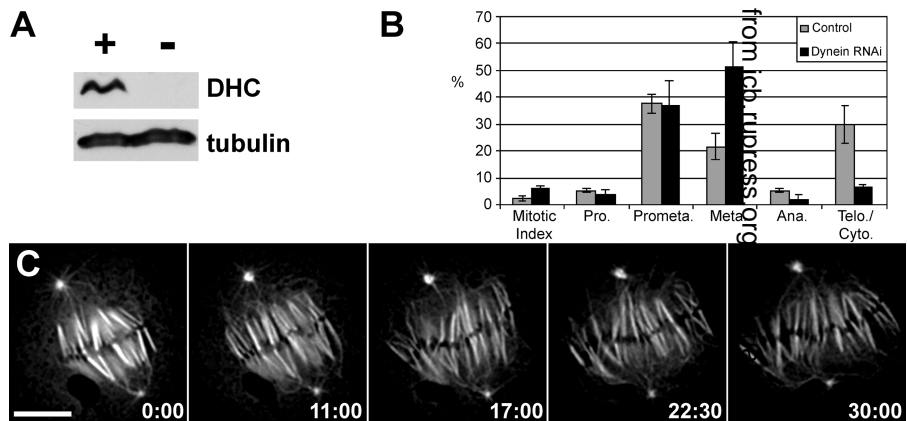 A
+ -
DHC
tubulin
B
70
60
50
40
30
20
10
0
%
Control
Dynein RNAi
from jcb.rupress.org
Mitotic Index
Pro.
Prometa.
Meta.
Ana.
Telo./
Cyto.
C
0:00
11:00
17:00
22:30
30:00